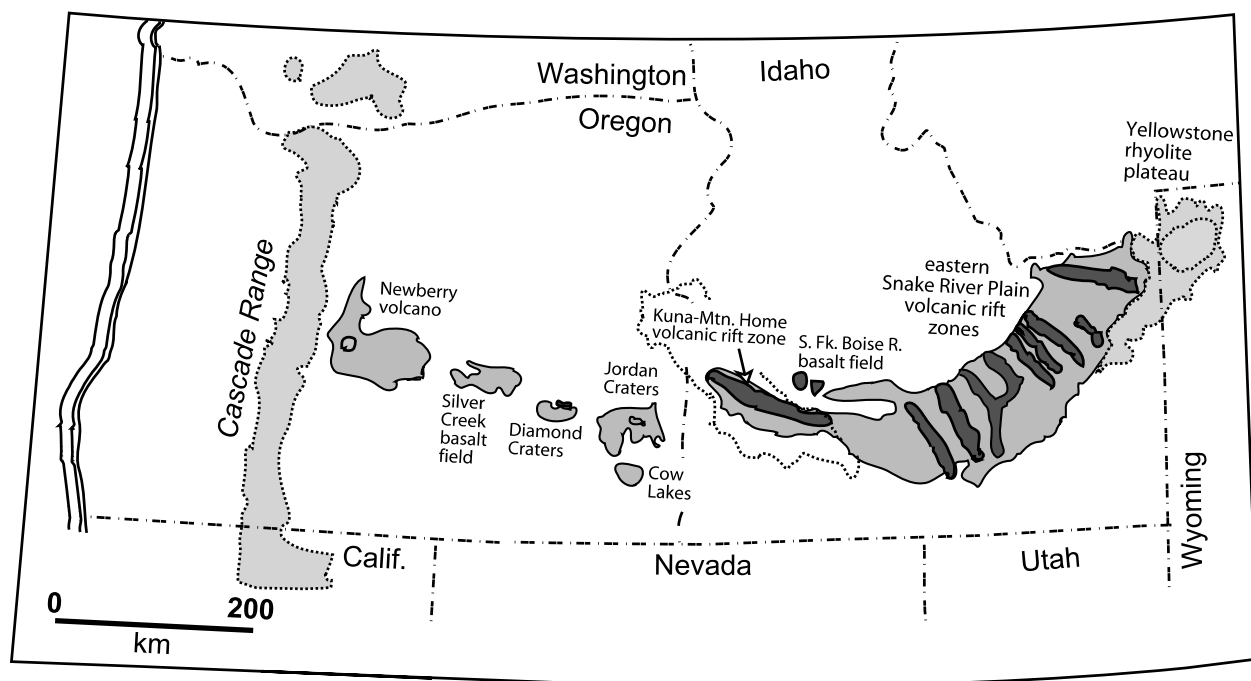 Washington
Idaho
Oregon
Yellowstone
rhyolite
plateau
Cascade Range
Newberry
volcano
eastern
Snake River Plain
volcanic rift
zones
Kuna-Mtn. Home
volcanic rift zone
S. Fk. Boise R.
basalt field
Jordan
Craters
Silver
Creek
basalt
field
Diamond
Craters
Cow
Lakes
Calif.
Nevada
Utah
Wyoming
0 200
km